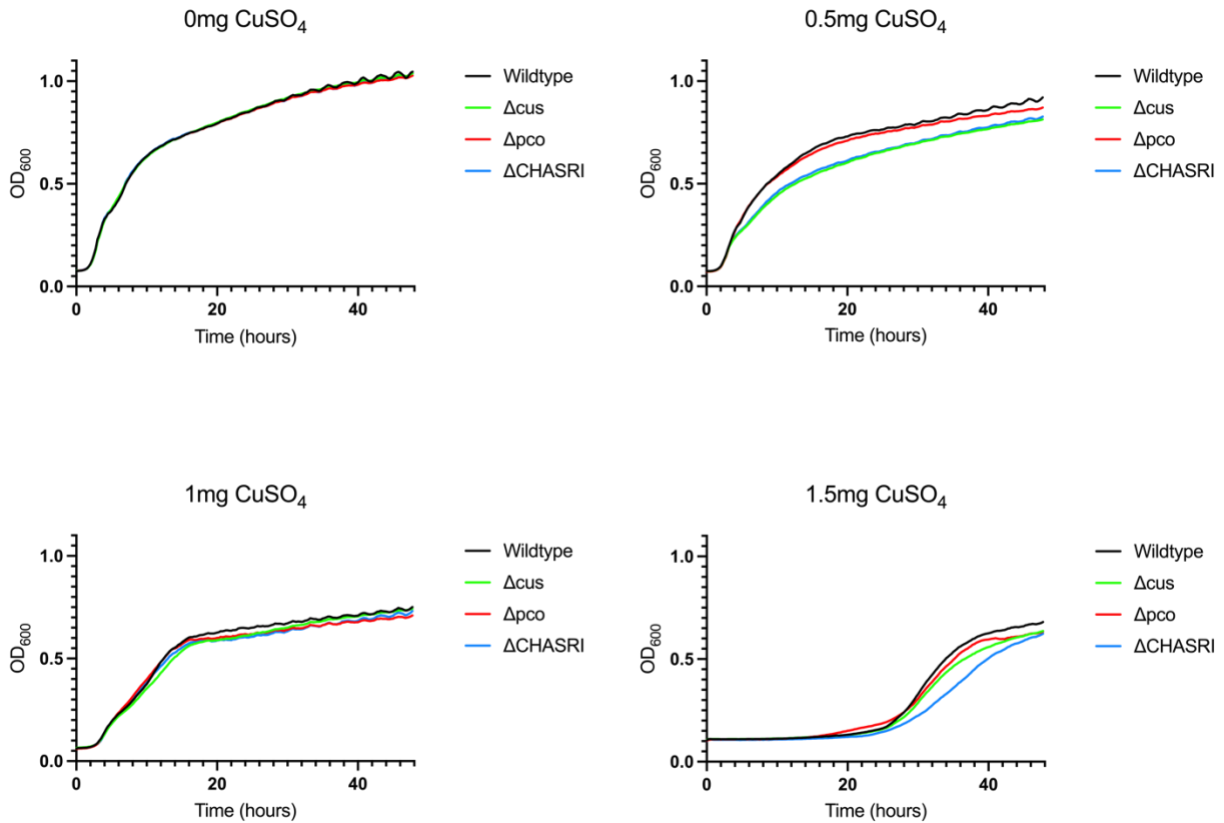 0mg CuSO₄
1.0
0.5
0.0
OD₆₀₀
0
20
40
Time (hours)
Wildtype
Δcus
Δpco
ΔCHASRI
0.5mg CuSO₄
1.0
0.5
0.0
OD₆₀₀
0
20
40
Time (hours)
Wildtype
Δcus
Δpco
ΔCHASRI
1mg CuSO₄
1.0
0.5
0.0
OD₆₀₀
0
20
40
Time (hours)
Wildtype
Δcus
Δpco
ΔCHASRI
1.5mg CuSO₄
1.0
0.5
0.0
OD₆₀₀
0
20
40
Time (hours)
Wildtype
Δcus
Δpco
ΔCHASRI